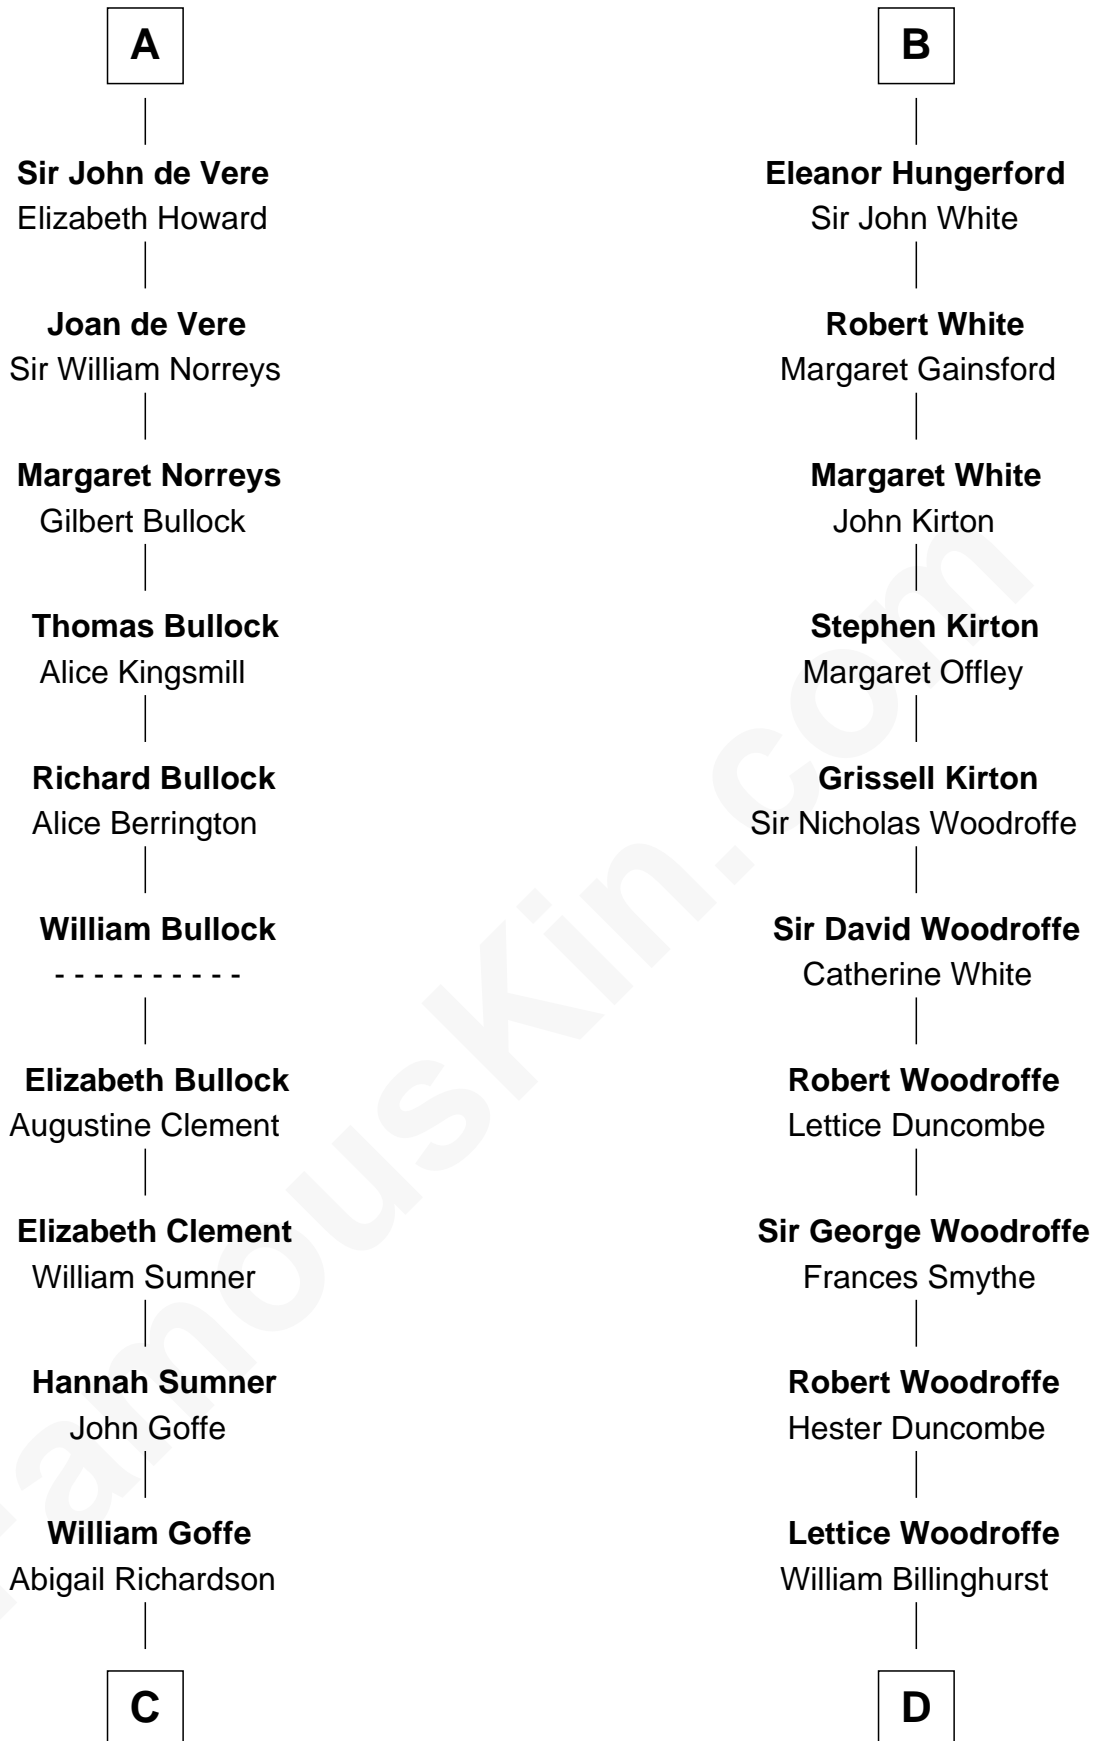 A
Sir John de Vere
Elizabeth Howard
Joan de Vere
Sir William Norreys
Margaret Norreys
Gilbert Bullock
Thomas Bullock
Alice Kingsmill
Richard Bullock
Alice Berrington
William Bullock
- - - - - - - - - -
Elizabeth Bullock
Augustine Clement
Elizabeth Clement
William Sumner
Hannah Sumner
John Goffe
William Goffe
Abigail Richardson
C
B
Eleanor Hungerford
Sir John White
Robert White
Margaret Gainsford
Margaret White
John Kirton
Stephen Kirton
Margaret Offley
Grissell Kirton
Sir Nicholas Woodroffe
Sir David Woodroffe
Catherine White
Robert Woodroffe
Lettice Duncombe
Sir George Woodroffe
Frances Smythe
Robert Woodroffe
Hester Duncombe
Lettice Woodroffe
William Billinghurst
D
FamousKin.com